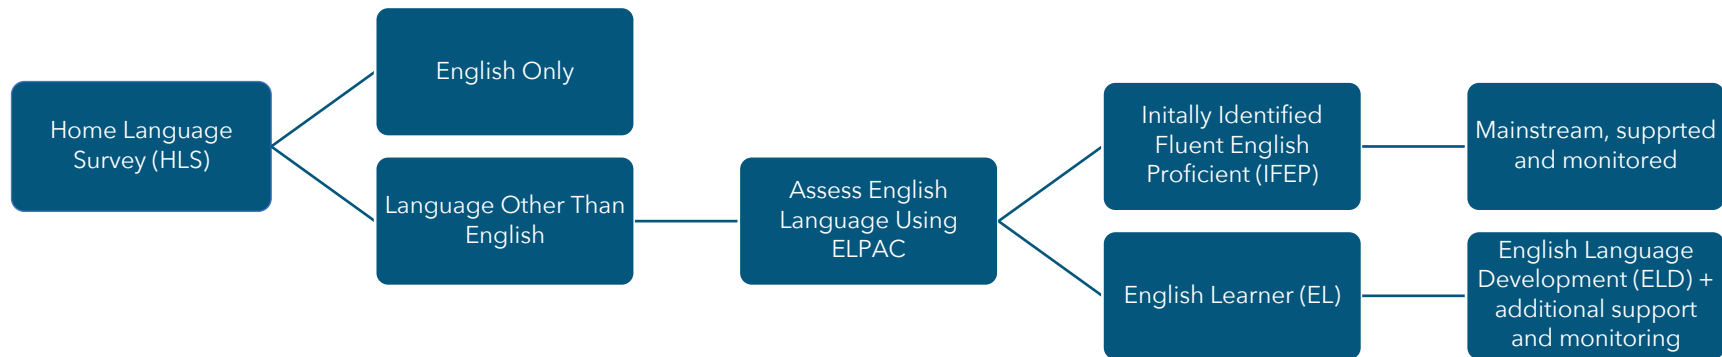 Home Language
Survey (HLS)
English Only
Language Other Than
English
Assess English
Language Using
ELPAC
Initally Identified
Fluent English
Proficient (IFEP)
Mainstream, supprted
and monitored
English Learner (EL)
English Language
Development (ELD) +
additional support
and monitoring